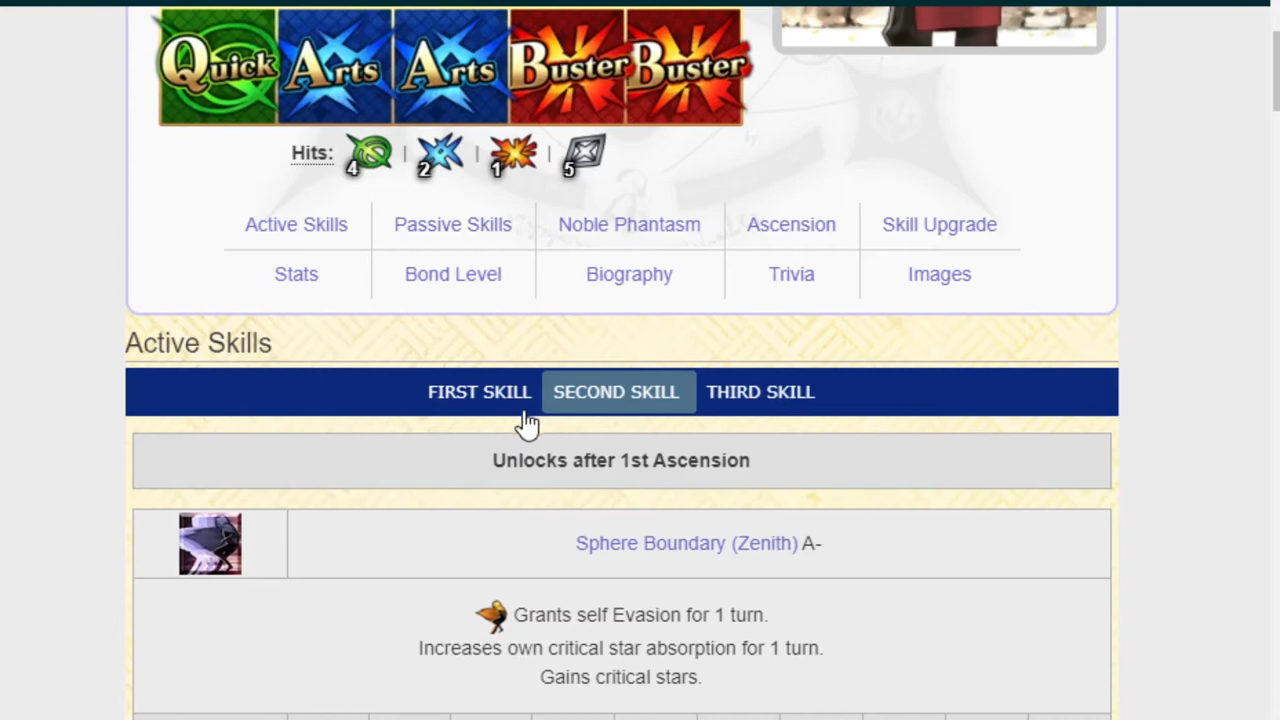 Quick Arts Arts Buster Buster
Hits: 4 | 2 | 1 | 5
Active Skills Passive Skills Noble Phantasm Ascension Skill Upgrade
Stats Bond Level Biography Trivia Images
Active Skills
FIRST SKILL SECOND SKILL THIRD SKILL
Unlocks after 1st Ascension
Sphere Boundary (Zenith) A-
Grants self Evasion for 1 turn.
Increases own critical star absorption for 1 turn.
Gains critical stars.